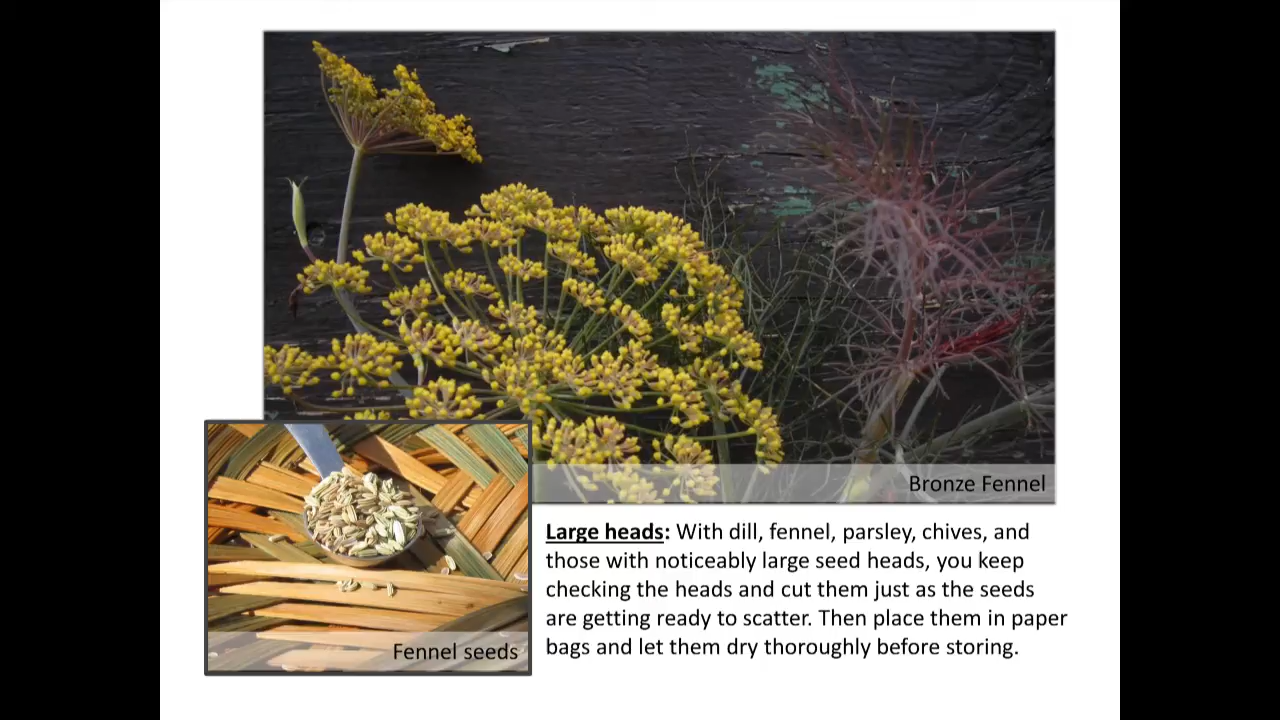 Bronze Fennel
Large heads: With dill, fennel, parsley, chives, and
those with noticeably large seed heads, you keep
checking the heads and cut them just as the seeds
are getting ready to scatter. Then place them in paper
bags and let them dry thoroughly before storing.
Fennel seeds